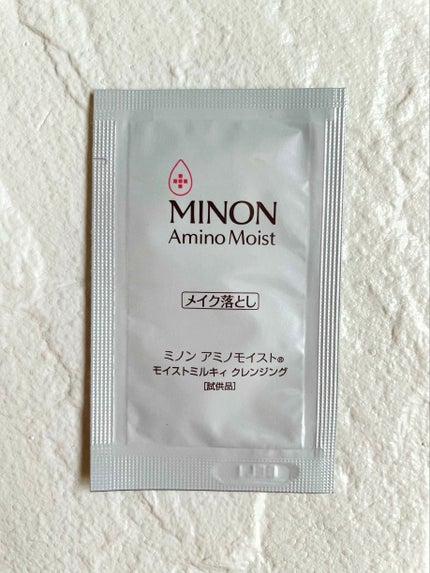 MINON
Amino Moist
メイク落とし
ミノン アミノモイスト®
モイストミルキィ クレンジング
[試供品]